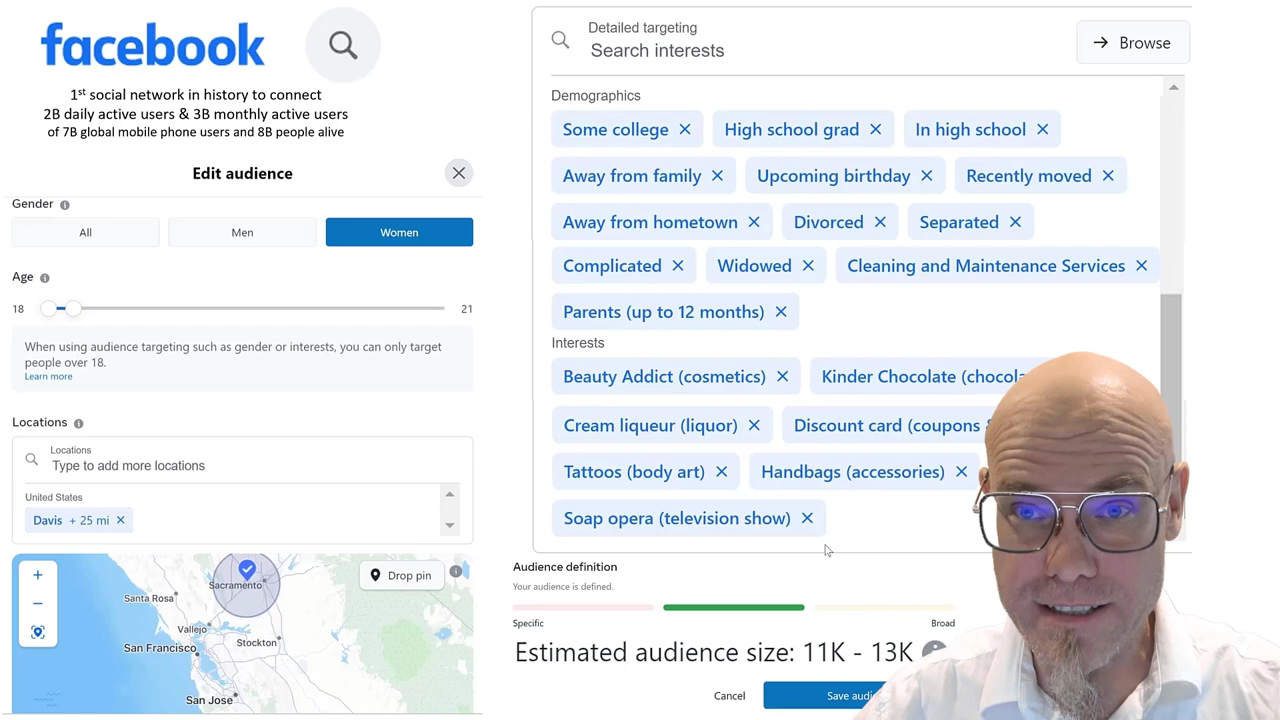 facebook
1st social network in history to connect
2B daily active users & 3B monthly active users
of 7B global mobile phone users and 8B people alive
Edit audience
Gender
All
Men
Women
Age
18
21
When using audience targeting such as gender or interests, you can only target
people over 18.
Learn more
Locations
Locations
Type to add more locations
United States
Davis + 25 mi
Drop pin
Sacramento
Santa Rosa
Vallejo
Stockton
San Francisco
San Jose
Detailed targeting
Search interests
Browse
Demographics
Some college
High school grad
In high school
Away from family
Upcoming birthday
Recently moved
Away from hometown
Divorced
Separated
Complicated
Widowed
Cleaning and Maintenance Services
Parents (up to 12 months)
Interests
Beauty Addict (cosmetics)
Kinder Chocolate
Cream liqueur (liquor)
Discount card (coupons
Tattoos (body art)
Handbags (accessories)
Soap opera (television show)
Audience definition
Your audience is defined.
Specific
Broad
Estimated audience size: 11K - 13K
Cancel
Save